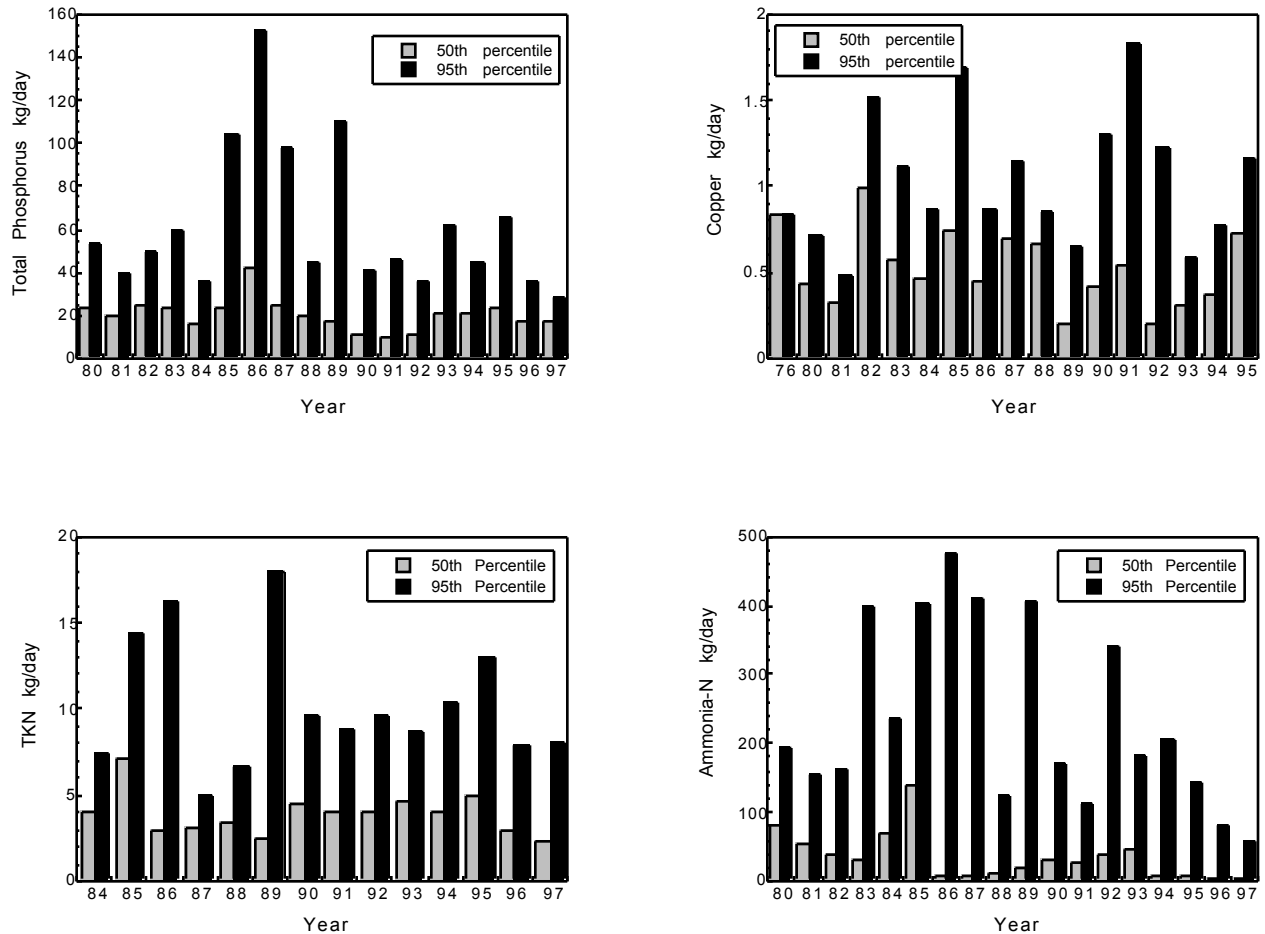 160
140
120
100
80
60
40
20
0
Total Phosphorus kg/day
50th percentile
95th percentile
80 81 82 83 84 85 86 87 88 89 90 91 92 93 94 95 96 97
Year
2
1.5
1
0.5
0
Copper kg/day
50th percentile
95th percentile
76 80 81 82 83 84 85 86 87 88 89 90 91 92 93 94 95
Year
20
15
10
5
0
TKN kg/day
50th Percentile
95th Percentile
84 85 86 87 88 89 90 91 92 93 94 95 96 97
Year
500
400
300
200
100
0
Ammonia-N kg/day
50th Percentile
95th Percentile
80 81 82 83 84 85 86 87 88 89 90 91 92 93 94 95 96 97
Year